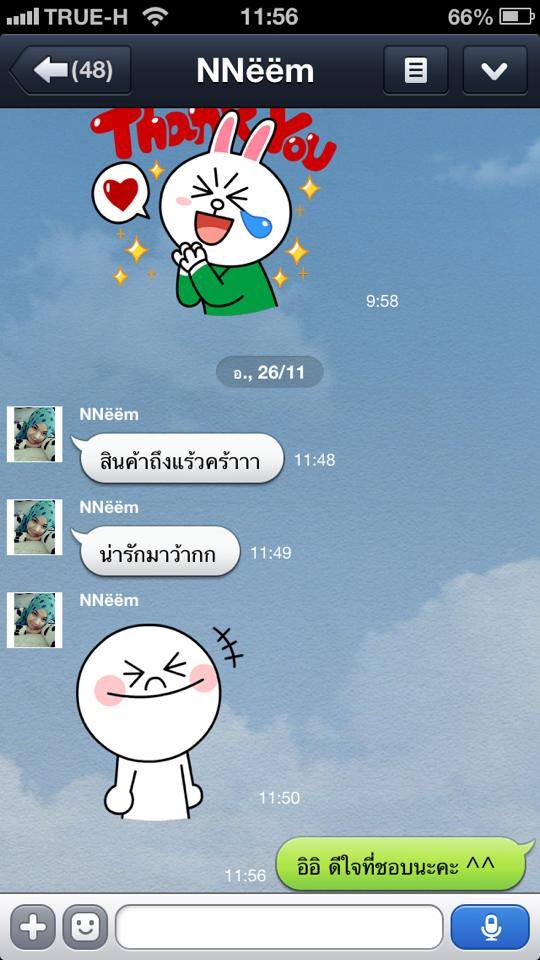 TRUE-H 11:56 66%
(48) NNëëm
THANK YOU
9:58
อ., 26/11
NNëëm
สินค้าถึงแร้วคร้าาา 11:48
NNëëm
น่ารักมาว้ากก 11:49
NNëëm
11:50
11:56 อิอิ ดีใจที่ชอบนะคะ ^^